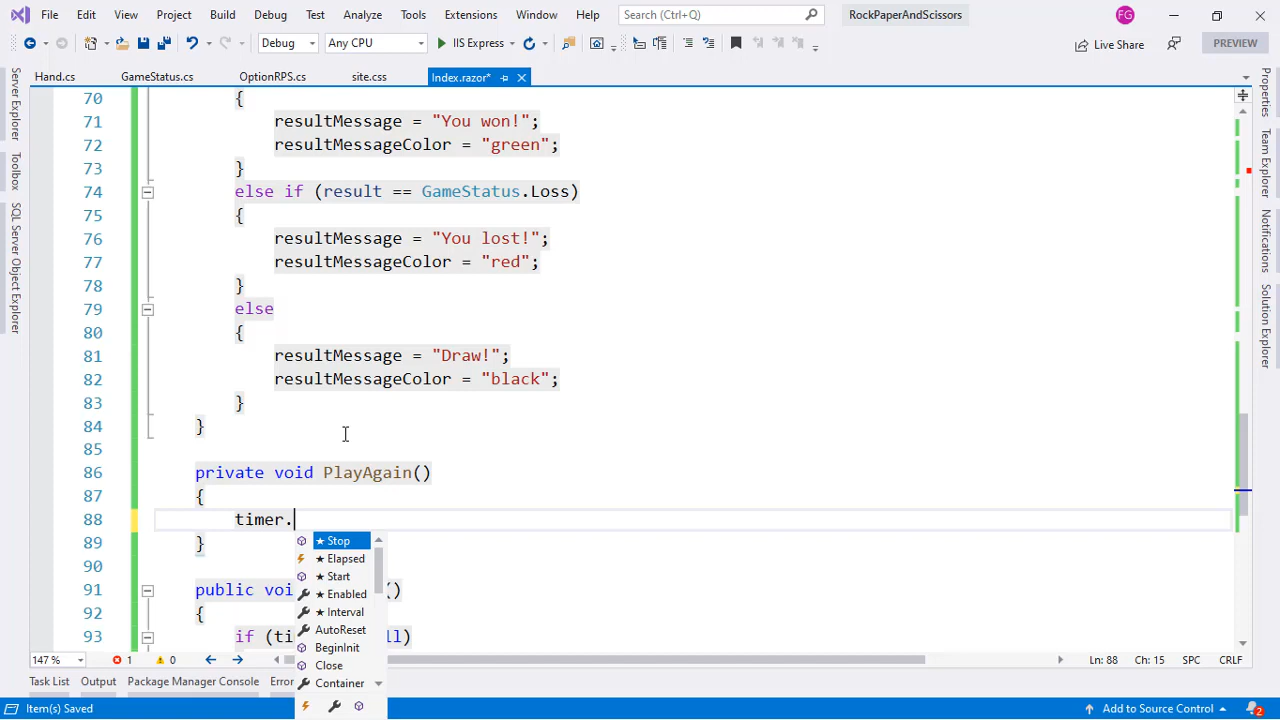 File Edit View Project Build Debug Test Analyze Tools Extensions Window Help Search (Ctrl+Q) RockPaperAndScissors FG
Debug Any CPU IIS Express Live Share PREVIEW
Hand.cs GameStatus.cs OptionRPS.cs site.css Index.razor*
Server Explorer
Toolbox
SQL Server Object Explorer
70 {
71 resultMessage = "You won!";
72 resultMessageColor = "green";
73 }
74 else if (result == GameStatus.Loss)
75 {
76 resultMessage = "You lost!";
77 resultMessageColor = "red";
78 }
79 else
80 {
81 resultMessage = "Draw!";
82 resultMessageColor = "black";
83 }
84 }
85
86 private void PlayAgain()
87 {
88 timer.
89 }
90
91 public voi ()
92 {
93 if (ti ll)
★ Stop
★ Elapsed
★ Start
★ Enabled
★ Interval
AutoReset
BeginInit
Close
Container
Properties
Team Explorer
Notifications
Solution Explorer
147 % 1 0 Ln: 88 Ch: 15 SPC CRLF
Task List Output Package Manager Console Erro
Item(s) Saved Add to Source Control 2